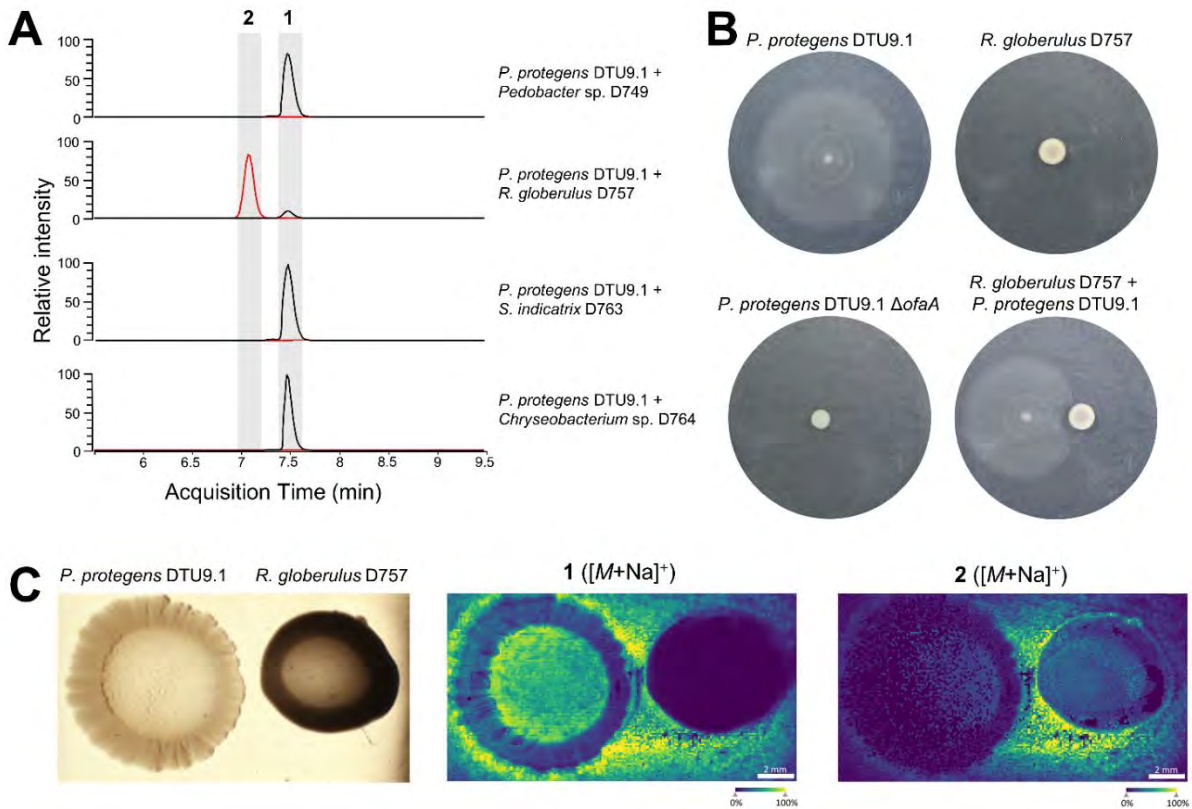 A
2 1
100
50
0
P. protegens DTU9.1 +
Pedobacter sp. D749
100
50
0
P. protegens DTU9.1 +
R. globerulus D757
100
50
0
P. protegens DTU9.1 +
S. indicatrix D763
100
50
0
P. protegens DTU9.1 +
Chryseobacterium sp. D764
6 6.5 7 7.5 8 8.5 9 9.5
Relative intensity
Acquisition Time (min)
B
P. protegens DTU9.1
R. globerulus D757
P. protegens DTU9.1 ΔofaA
R. globerulus D757 +
P. protegens DTU9.1
C
P. protegens DTU9.1
R. globerulus D757
1 ([M+Na]⁺)
2 mm
0% 100%
2 ([M+Na]⁺)
2 mm
0% 100%